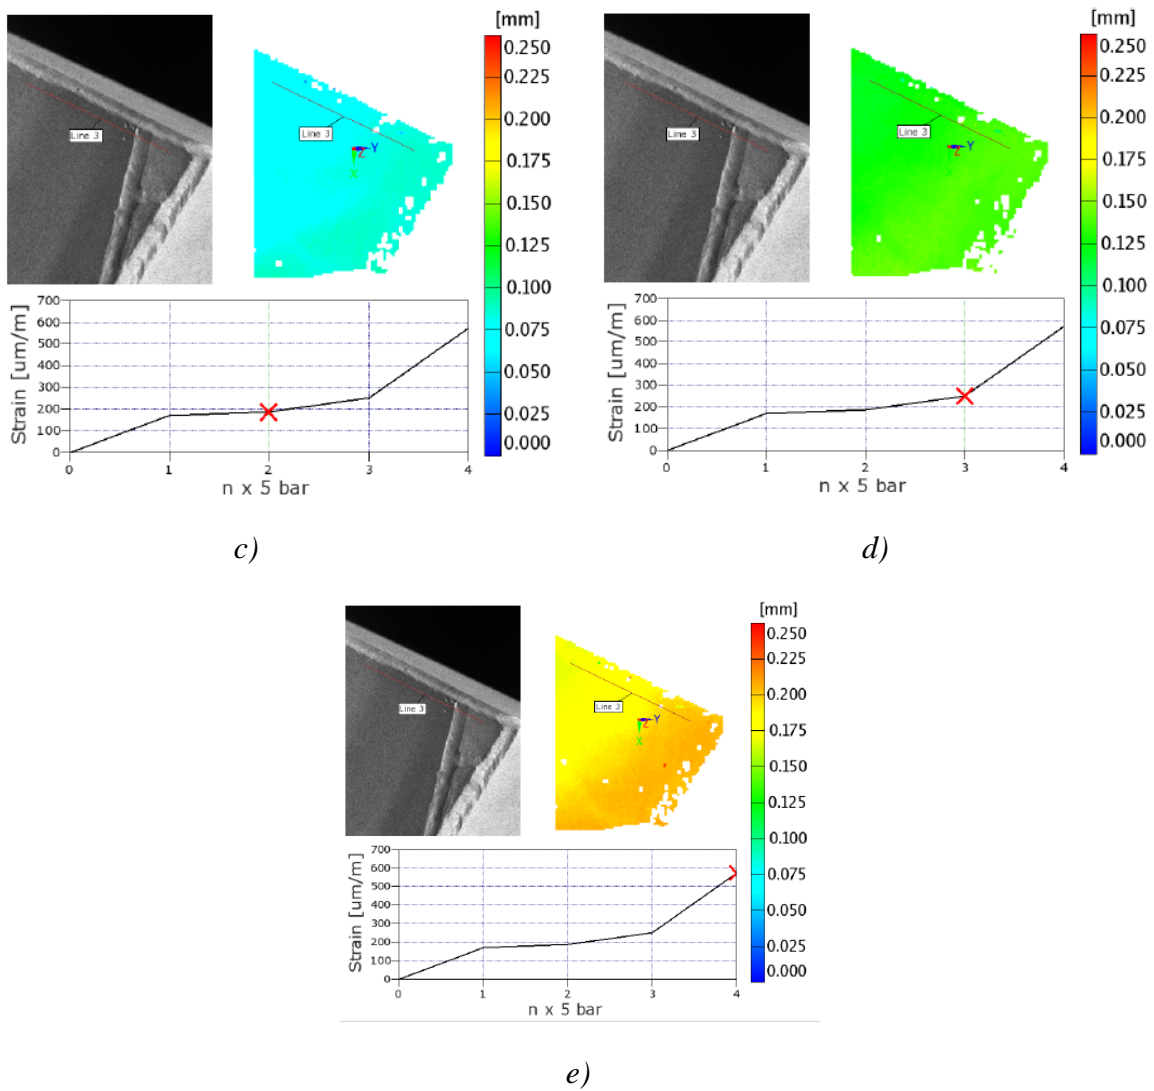 [mm]
0.250
0.225
0.200
0.175
0.150
0.125
0.100
0.075
0.050
0.025
0.000
Line 3
Line 3
Y
Z
X
Strain [um/m]
700
600
500
400
300
200
100
0
0 1 2 3 4
n x 5 bar
c)
[mm]
0.250
0.225
0.200
0.175
0.150
0.125
0.100
0.075
0.050
0.025
0.000
Line 3
Line 3
Y
Z
X
Strain [um/m]
700
600
500
400
300
200
100
0
0 1 2 3 4
n x 5 bar
d)
[mm]
0.250
0.225
0.200
0.175
0.150
0.125
0.100
0.075
0.050
0.025
0.000
Line 3
Line 3
Y
Z
X
Strain [um/m]
700
600
500
400
300
200
100
0
0 1 2 3 4
n x 5 bar
e)